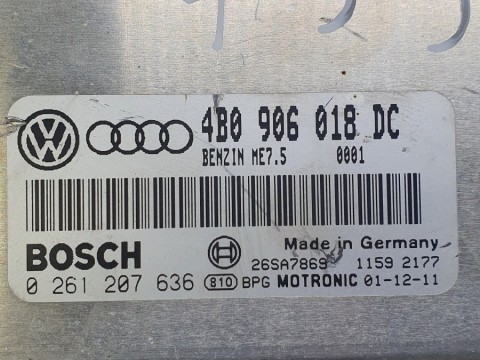 4B0 906 018 DC
BENZIN ME7.5 0001
BOSCH Made in Germany
26SA7869 1159 2177
0 261 207 636 810 BPG MOTRONIC 01-12-11